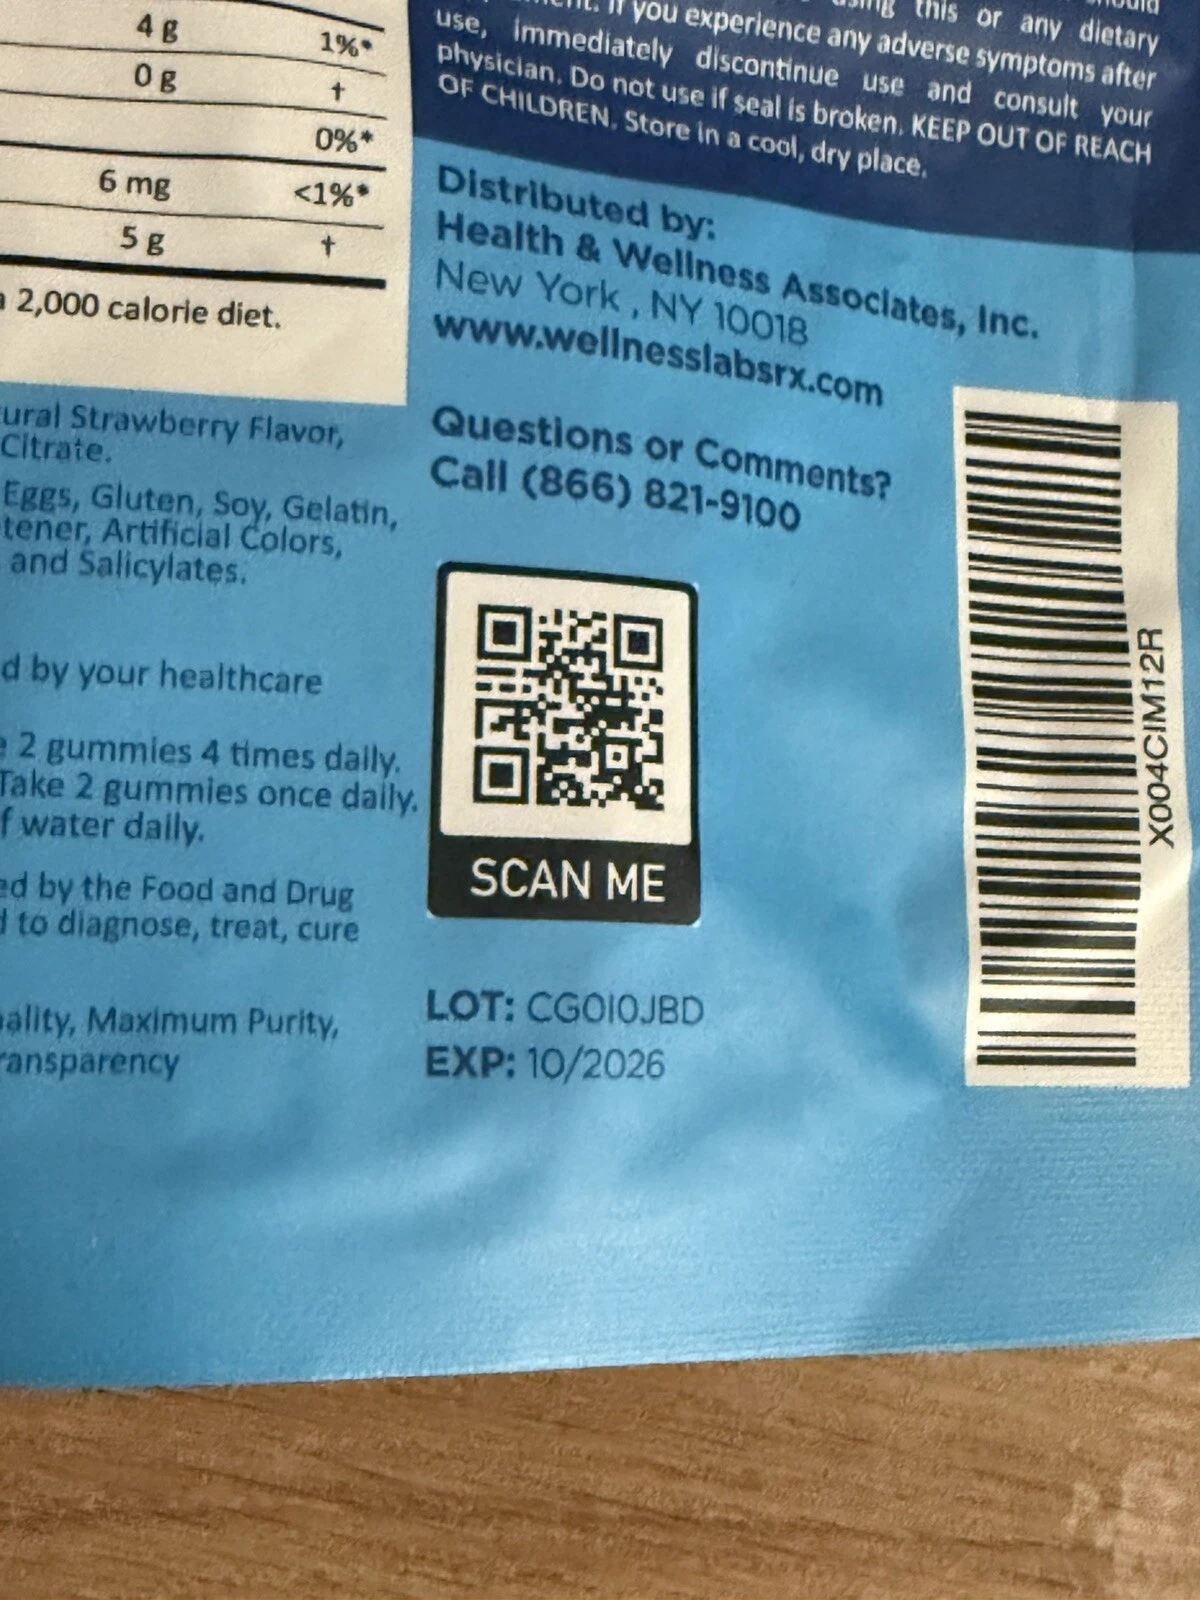 4 g 1%*
0 g †
0%*
6 mg <1%*
5 g †
2,000 calorie diet.
ural Strawberry Flavor,
Citrate.
Eggs, Gluten, Soy, Gelatin,
tener, Artificial Colors,
and Salicylates.
d by your healthcare
e 2 gummies 4 times daily.
Take 2 gummies once daily.
f water daily.
ed by the Food and Drug
d to diagnose, treat, cure
ality, Maximum Purity,
ransparency
using this or any dietary
If you experience any adverse symptoms after
use, immediately discontinue use and consult your
physician. Do not use if seal is broken. KEEP OUT OF REACH
OF CHILDREN. Store in a cool, dry place.
Distributed by:
Health & Wellness Associates, Inc.
New York , NY 10018
www.wellnesslabsrx.com
Questions or Comments?
Call (866) 821-9100
SCAN ME
LOT: CG010JBD
EXP: 10/2026
X004CIM12R